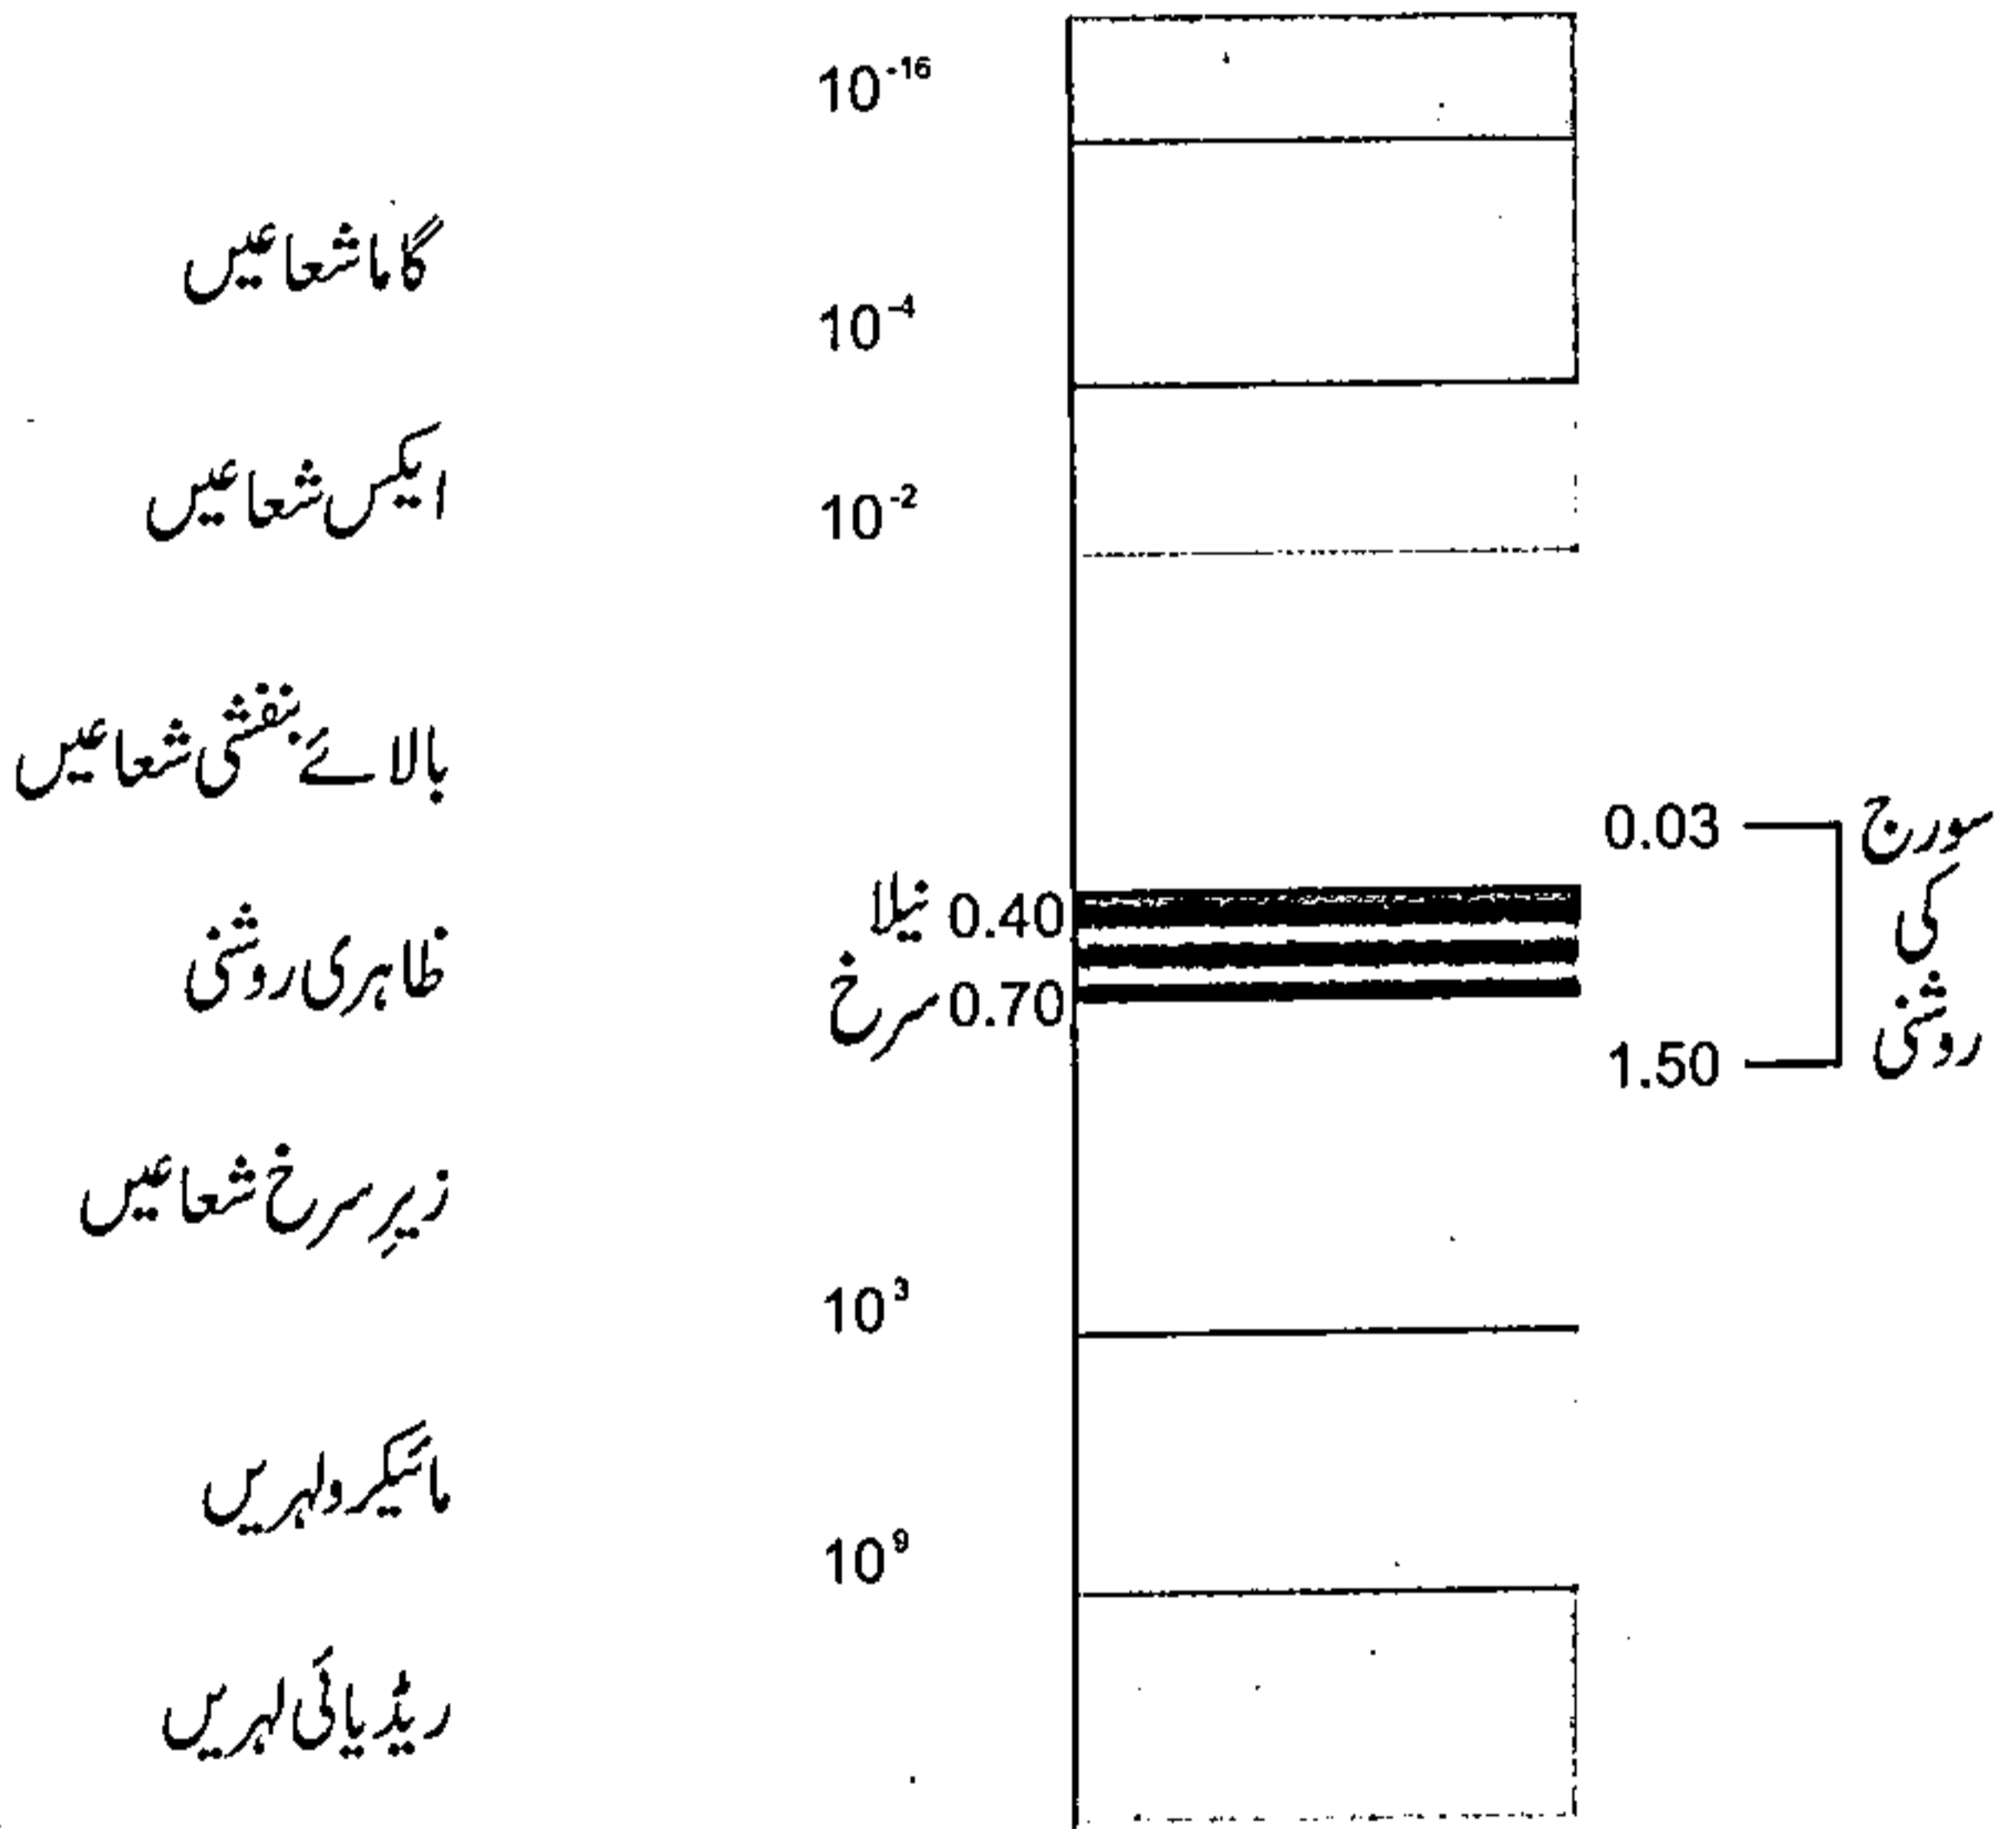 10⁻¹⁶
گاما شعاعیں
10⁻⁴
ایکس شعاعیں
10⁻²
بالائے بنفشی شعاعیں
0.03
سورج
کی
روشنی
نیلا 0.40
ظاہری روشنی
سرخ 0.70
1.50
زیرِ سرخ شعاعیں
10³
مائیکرو لہریں
10⁹
ریڈیائی لہریں